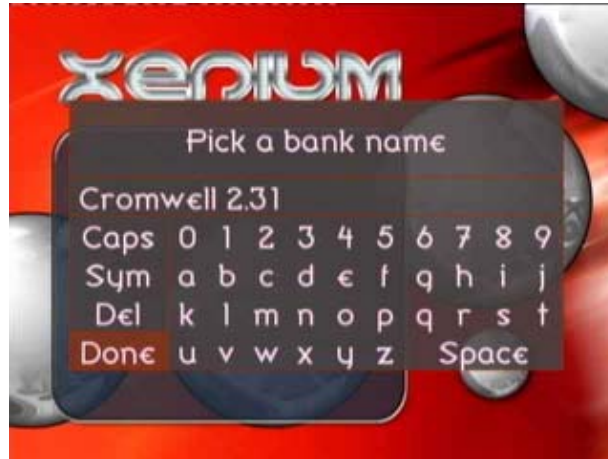 XENIUM
Pick a bank name
Cromwell 2.31
Caps 0 1 2 3 4 5 6 7 8 9
Sym a b c d e f g h i j
Del k l m n o p q r s t
Done u v w x y z Space